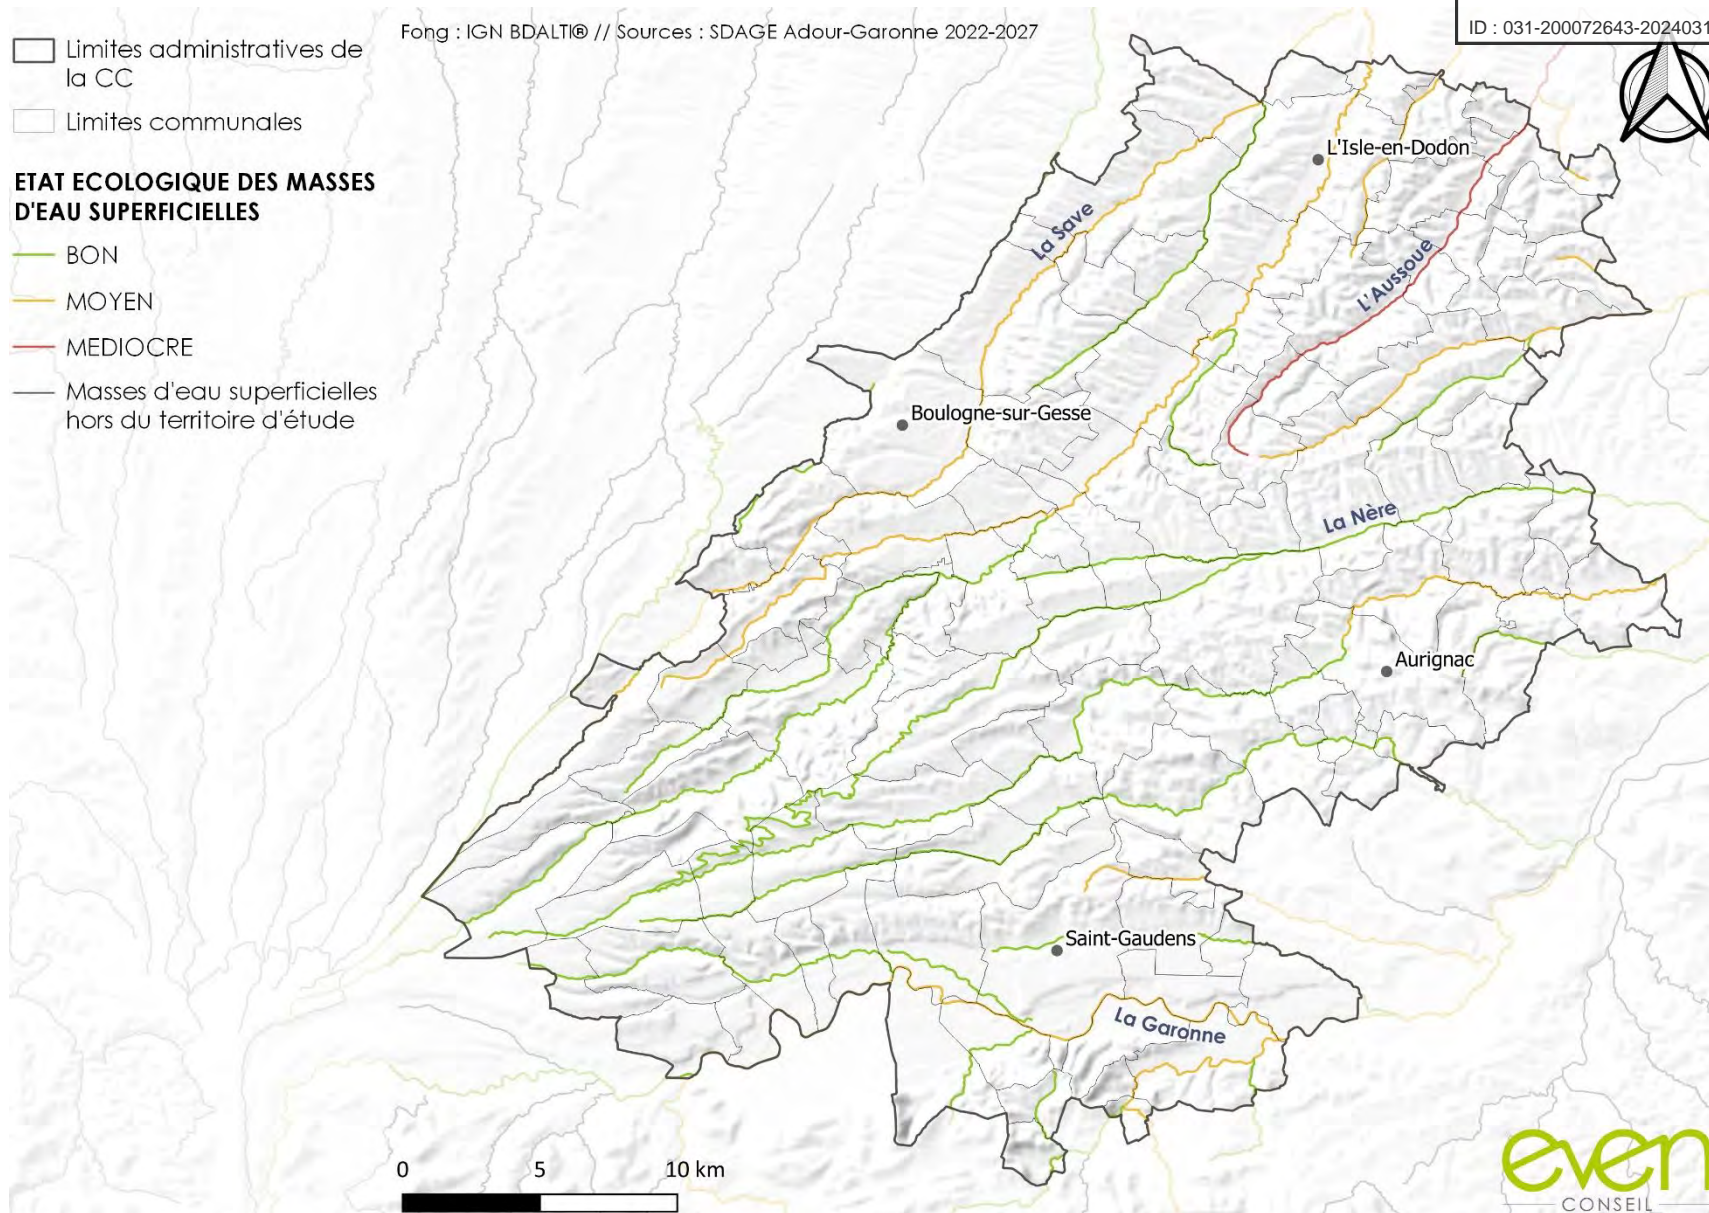 Fong : IGN BDALTI® // Sources : SDAGE Adour-Garonne 2022-2027
ID : 031-200072643-2024031
Limites administratives de
la CC
Limites communales
ETAT ECOLOGIQUE DES MASSES
D'EAU SUPERFICIELLES
BON
MOYEN
MEDIOCRE
Masses d'eau superficielles
hors du territoire d'étude
L'Isle-en-Dodon
La Save
L'Aussoue
Boulogne-sur-Gesse
La Nère
Aurignac
Saint-Gaudens
La Garonne
0 5 10 km
even
CONSEIL